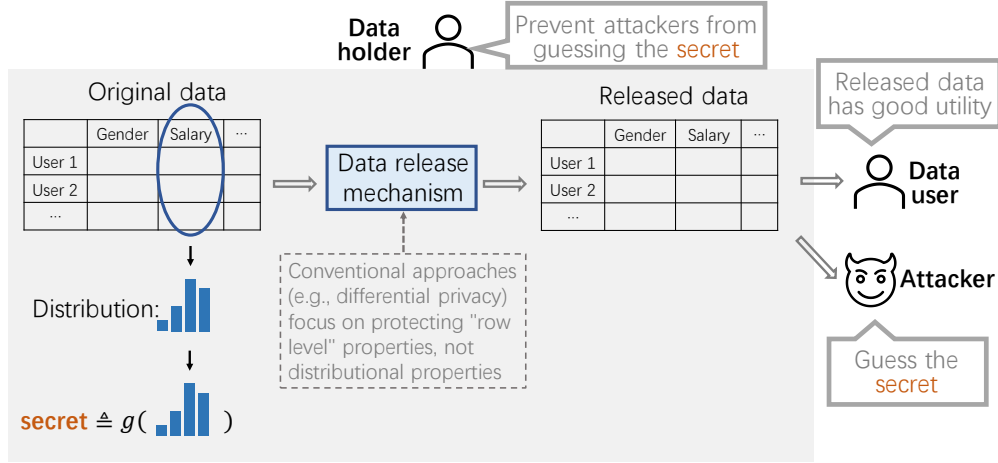 Data
holder
Prevent attackers from
guessing the secret
Original data
Gender Salary ...
User 1
User 2
...
Data release
mechanism
Released data
Gender Salary ...
User 1
User 2
...
Released data
has good utility
Data
user
Attacker
Guess the
secret
Conventional approaches
(e.g., differential privacy)
focus on protecting "row
level" properties, not
distributional properties
Distribution:
secret ≜ g( )